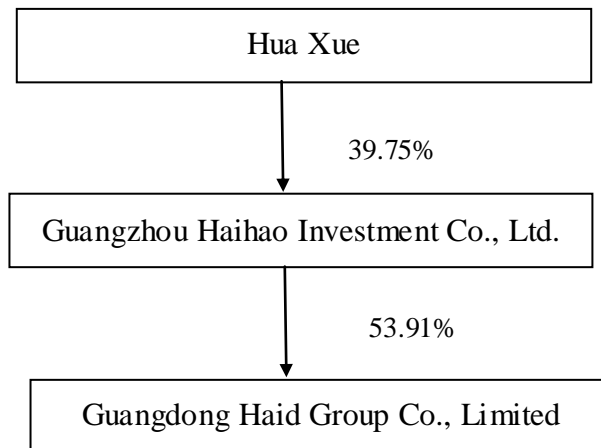 Hua Xue
39.75%
Guangzhou Haihao Investment Co., Ltd.
53.91%
Guangdong Haid Group Co., Limited